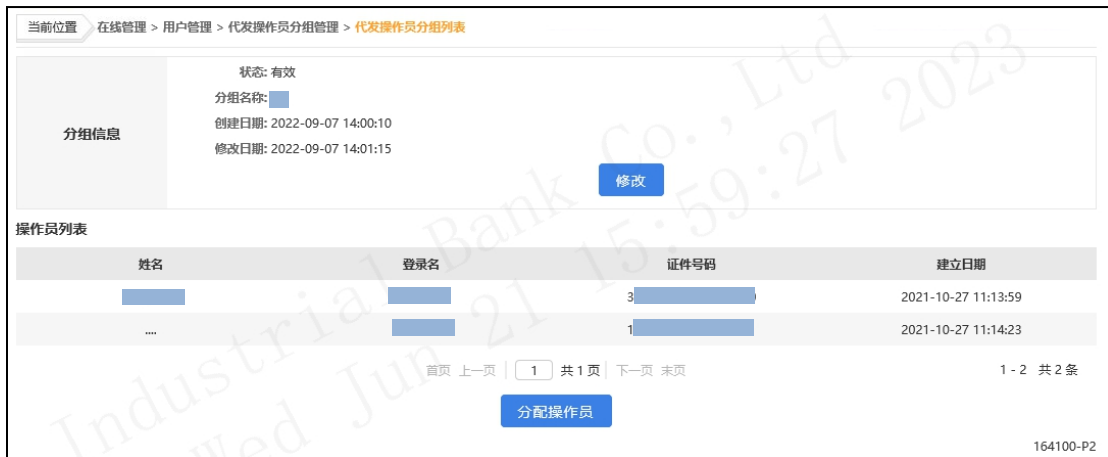 当前位置 在线管理 > 用户管理 > 代发操作员分组管理 > 代发操作员分组列表
状态: 有效
分组名称:
分组信息
创建日期: 2022-09-07 14:00:10
修改日期: 2022-09-07 14:01:15
修改
操作员列表
姓名 登录名 证件号码 建立日期
3 2021-10-27 11:13:59
.... 1 2021-10-27 11:14:23
首页 上一页 1 共1页 下一页 末页 1 - 2 共2条
分配操作员
164100-P2
Industrial Bank Co., Ltd
Wed Jun 21 15:59:27 2023